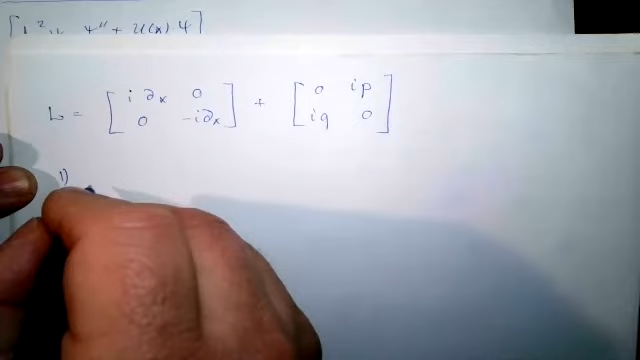 ψ'' + U(x) · ψ ]
L = [ i∂x 0 ; 0 -i∂x ] + [ 0 ip ; iq 0 ]
1)